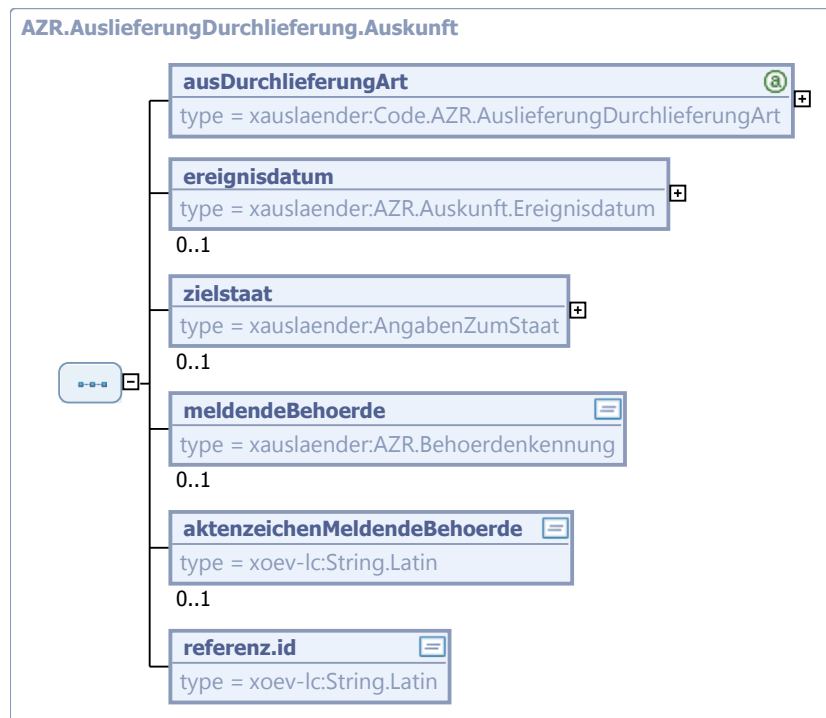 AZR.AuslieferungDurchlieferung.Auskunft
ausDurchlieferungArt
type = xauslaender:Code.AZR.AuslieferungDurchlieferungArt
ereignisdatum
type = xauslaender:AZR.Auskunft.Ereignisdatum
0..1
zielstaat
type = xauslaender:AngabenZumStaat
0..1
meldendeBehoerde
type = xauslaender:AZR.Behoerdenkennung
0..1
aktenzeichenMeldendeBehoerde
type = xoev-lc:String.Latin
0..1
referenz.id
type = xoev-lc:String.Latin